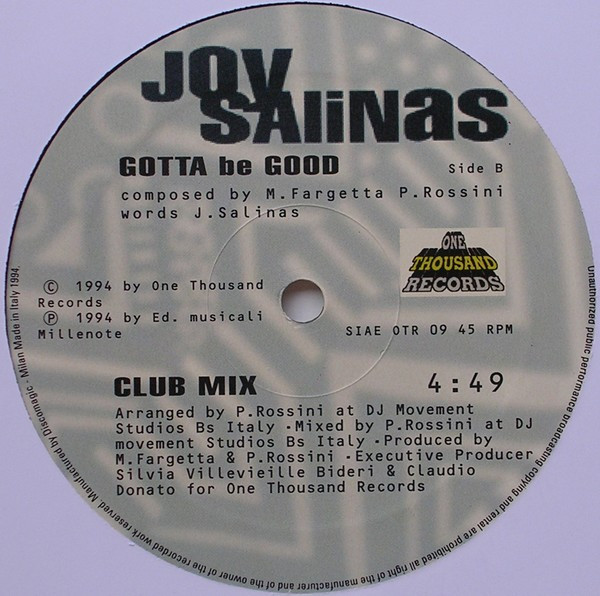 JOY
SALiNas
GOTTA be GOOD
Side B
composed by M.Fargetta P.Rossini
words J.Salinas
ONE
THOUSAND
RECORDS
© 1994 by One Thousand
Records
℗ 1994 by Ed. musicali
Millenote
SIAE OTR 09 45 RPM
CLUB MIX
4:49
Arranged by P.Rossini at DJ Movement
Studios Bs Italy •Mixed by P.Rossini at DJ
movement Studios Bs Italy •Produced by
M.Fargetta & P.Rossini •Executive Producer
Silvia Villevieille Bideri & Claudio
Donato for One Thousand Records
Unauthorized public performance broadcasting copying and rental are prohibited all right of the manufacturer and of the owner of the recorded work reserved. Manufactured by Discomagic - Milan Made in Italy 1994.